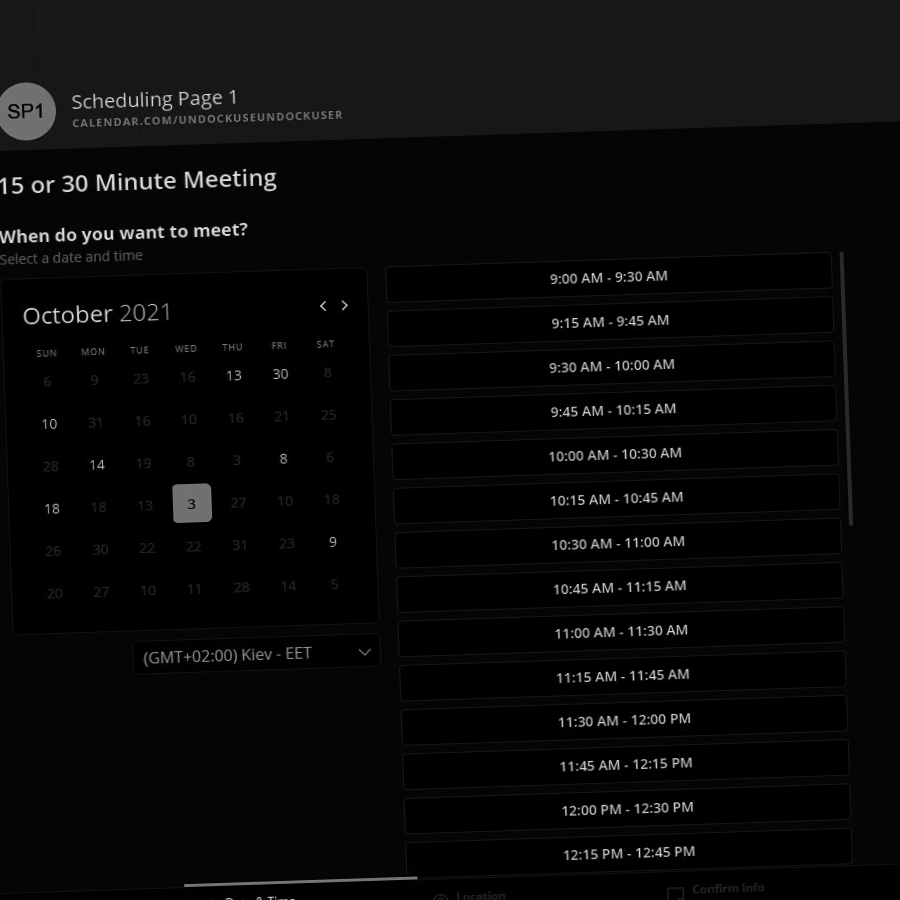 SP1
Scheduling Page 1
CALENDAR.COM/UNDOCKUSEUNDOCKUSER
15 or 30 Minute Meeting
When do you want to meet?
Select a date and time
October 2021
SUN MON TUE WED THU FRI SAT
6 9 23 16 13 30 8
10 31 16 10 16 21 25
28 14 19 8 3 8 6
18 18 13 3 27 10 18
26 30 22 22 31 23 9
20 27 10 11 28 14 5
(GMT+02:00) Kiev - EET
9:00 AM - 9:30 AM
9:15 AM - 9:45 AM
9:30 AM - 10:00 AM
9:45 AM - 10:15 AM
10:00 AM - 10:30 AM
10:15 AM - 10:45 AM
10:30 AM - 11:00 AM
10:45 AM - 11:15 AM
11:00 AM - 11:30 AM
11:15 AM - 11:45 AM
11:30 AM - 12:00 PM
11:45 AM - 12:15 PM
12:00 PM - 12:30 PM
12:15 PM - 12:45 PM
Date & Time
Location
Confirm Info